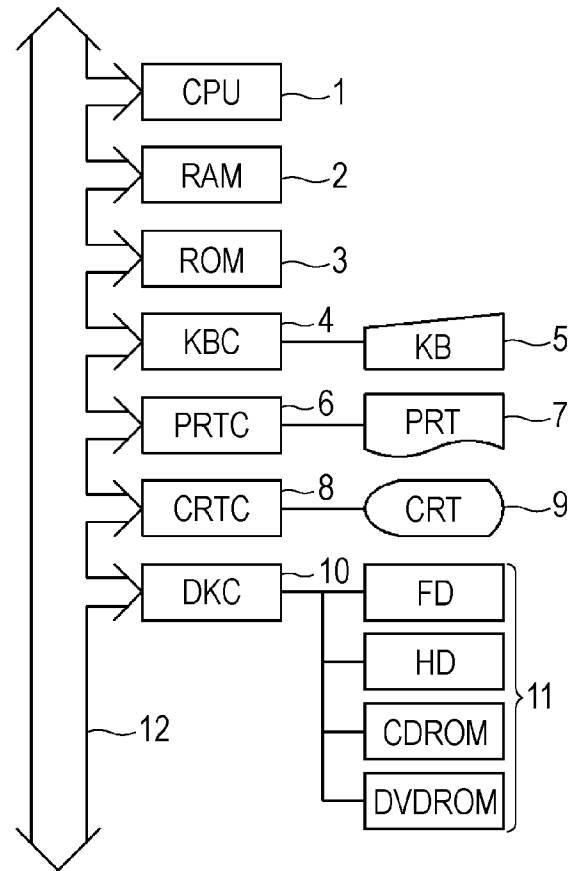 CPU 1
RAM 2
ROM 3
KBC 4 KB 5
PRTC 6 PRT 7
CRTC 8 CRT 9
DKC 10 FD
HD
11
12 CDROM
DVDROM